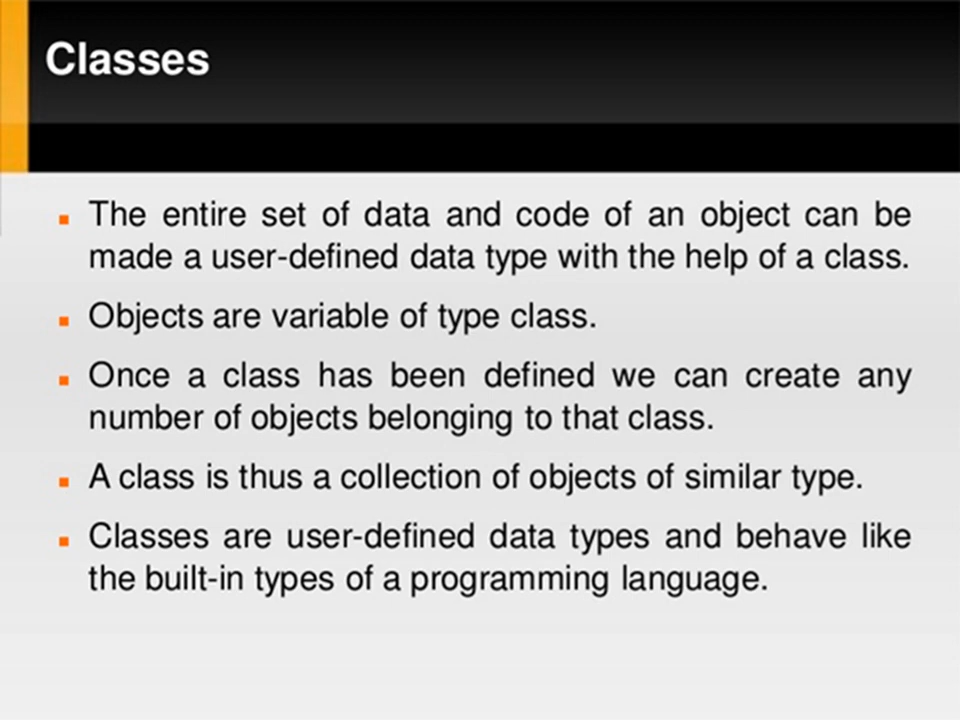 Classes
The entire set of data and code of an object can be
made a user-defined data type with the help of a class.
Objects are variable of type class.
Once a class has been defined we can create any
number of objects belonging to that class.
A class is thus a collection of objects of similar type.
Classes are user-defined data types and behave like
the built-in types of a programming language.